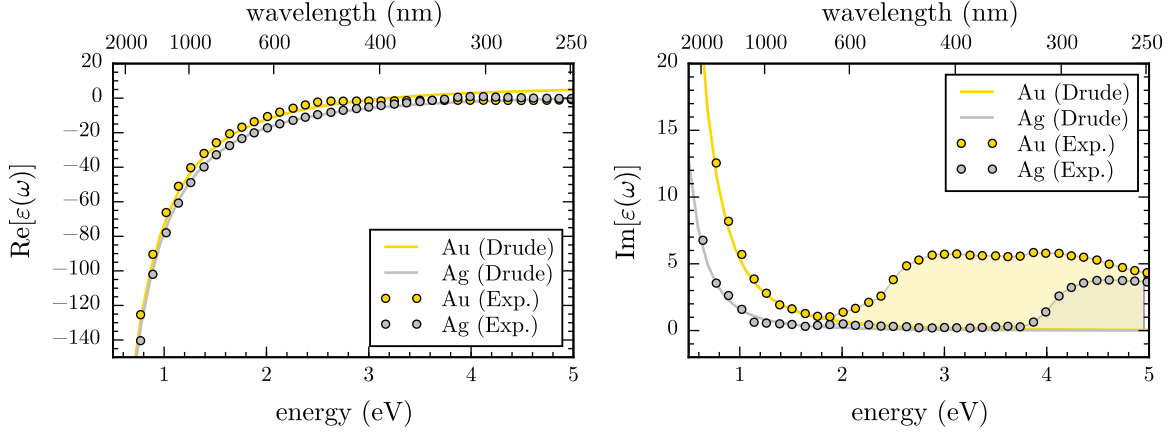 wavelength (nm)
2000 1000 600 400 300 250
20
0
−20
−40
−60
−80
−100
−120
−140
Re[ε(ω)]
Au (Drude)
Ag (Drude)
Au (Exp.)
Ag (Exp.)
1 2 3 4 5
energy (eV)
wavelength (nm)
2000 1000 600 400 300 250
20
15
10
5
0
Im[ε(ω)]
Au (Drude)
Ag (Drude)
Au (Exp.)
Ag (Exp.)
1 2 3 4 5
energy (eV)